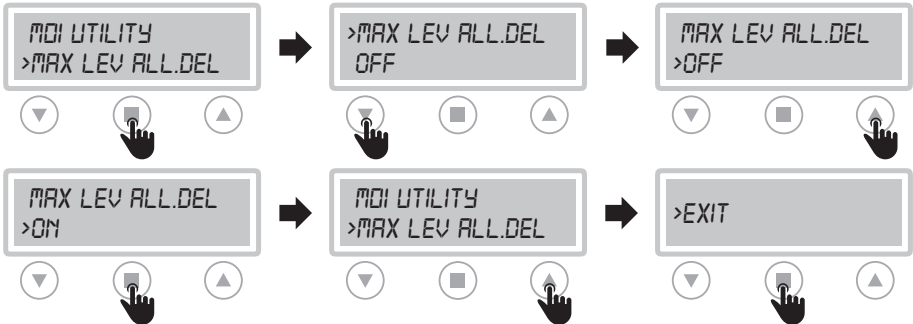 MOI UTILITY
>MAX LEV ALL.DEL
>MAX LEV ALL.DEL
OFF
MAX LEV ALL.DEL
>OFF
MAX LEV ALL.DEL
>ON
MOI UTILITY
>MAX LEV ALL.DEL
>EXIT